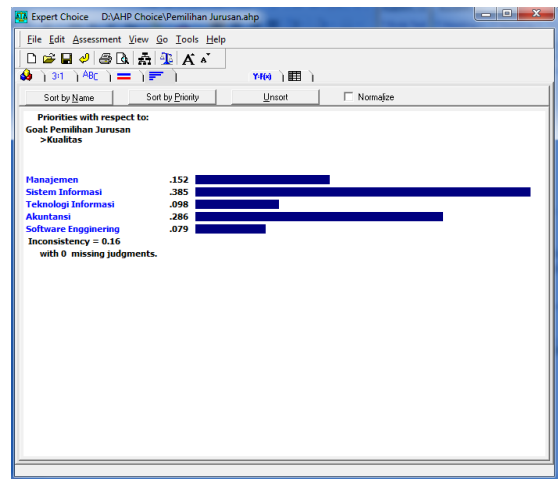 Expert Choice D:\AHP Choice\Pemilihan Jurusan.ahp
File Edit Assessment View Go Tools Help
3:1 ABC Y=f(x)
Sort by Name Sort by Priority Unsort Normalize
Priorities with respect to:
Goal: Pemilihan Jurusan
>Kualitas
Manajemen .152
Sistem Informasi .385
Teknologi Informasi .098
Akuntansi .286
Software Engginering .079
Inconsistency = 0.16
with 0 missing judgments.